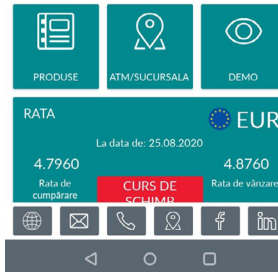 PRODUSE
ATM/SUCURSALA
DEMO
RATA
EUR
La data de: 25.08.2020
4.7960
4.8760
Rata de
cumpărare
CURS DE
SCHIMB
Rata de vânzare